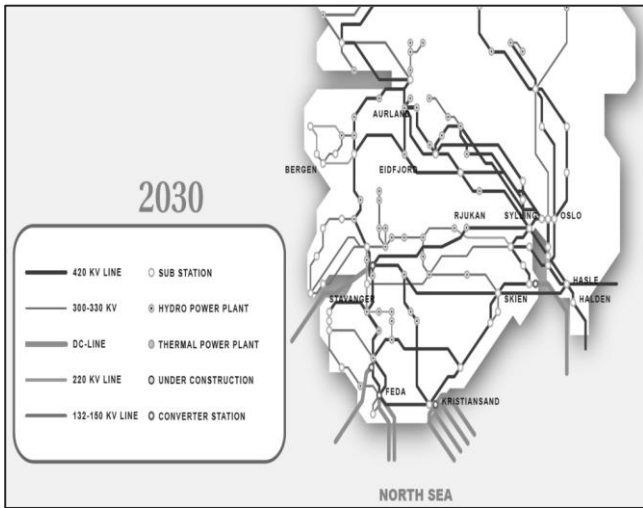 AURLAND
BERGEN
EIDFJORD
2030
RJUKAN
SYLLING
OSLO
420 KV LINE
SUB STATION
HASLE
STAVANGER
SKIEN
HALDEN
300-330 KV
HYDRO POWER PLANT
DC-LINE
THERMAL POWER PLANT
220 KV LINE
UNDER CONSTRUCTION
FEDA
KRISTIANSAND
132-150 KV LINE
CONVERTER STATION
NORTH SEA